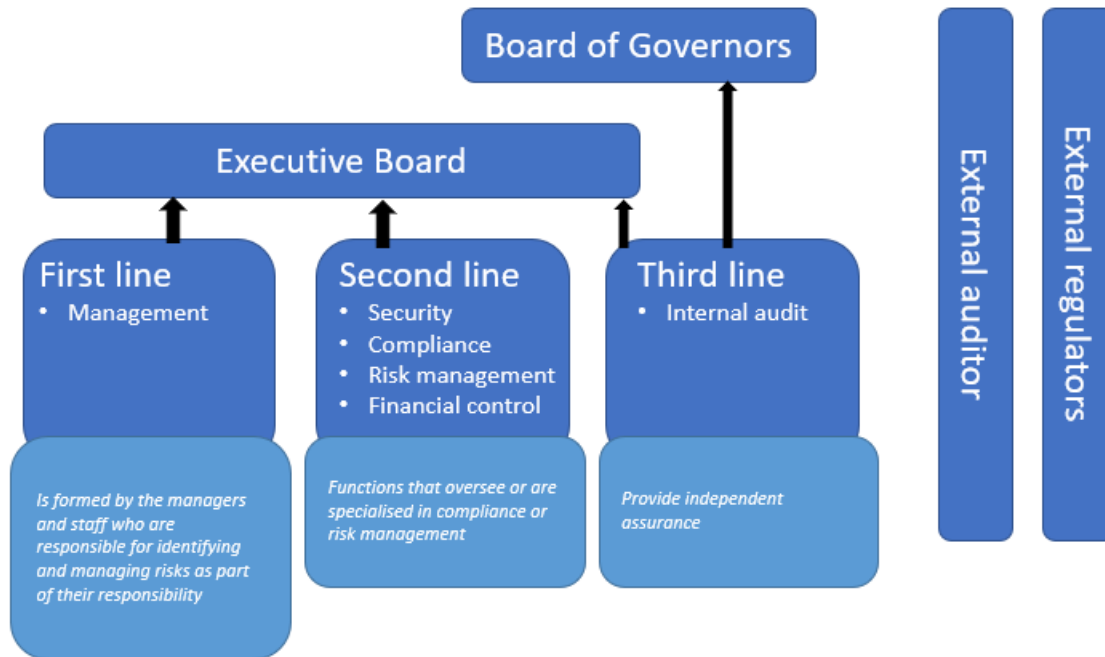 Board of Governors
Executive Board
First line
• Management
Second line
• Security
• Compliance
• Risk management
• Financial control
Third line
• Internal audit
Is formed by the managers
and staff who are
responsible for identifying
and managing risks as part
of their responsibility
Functions that oversee or are
specialised in compliance or
risk management
Provide independent
assurance
External auditor
External regulators